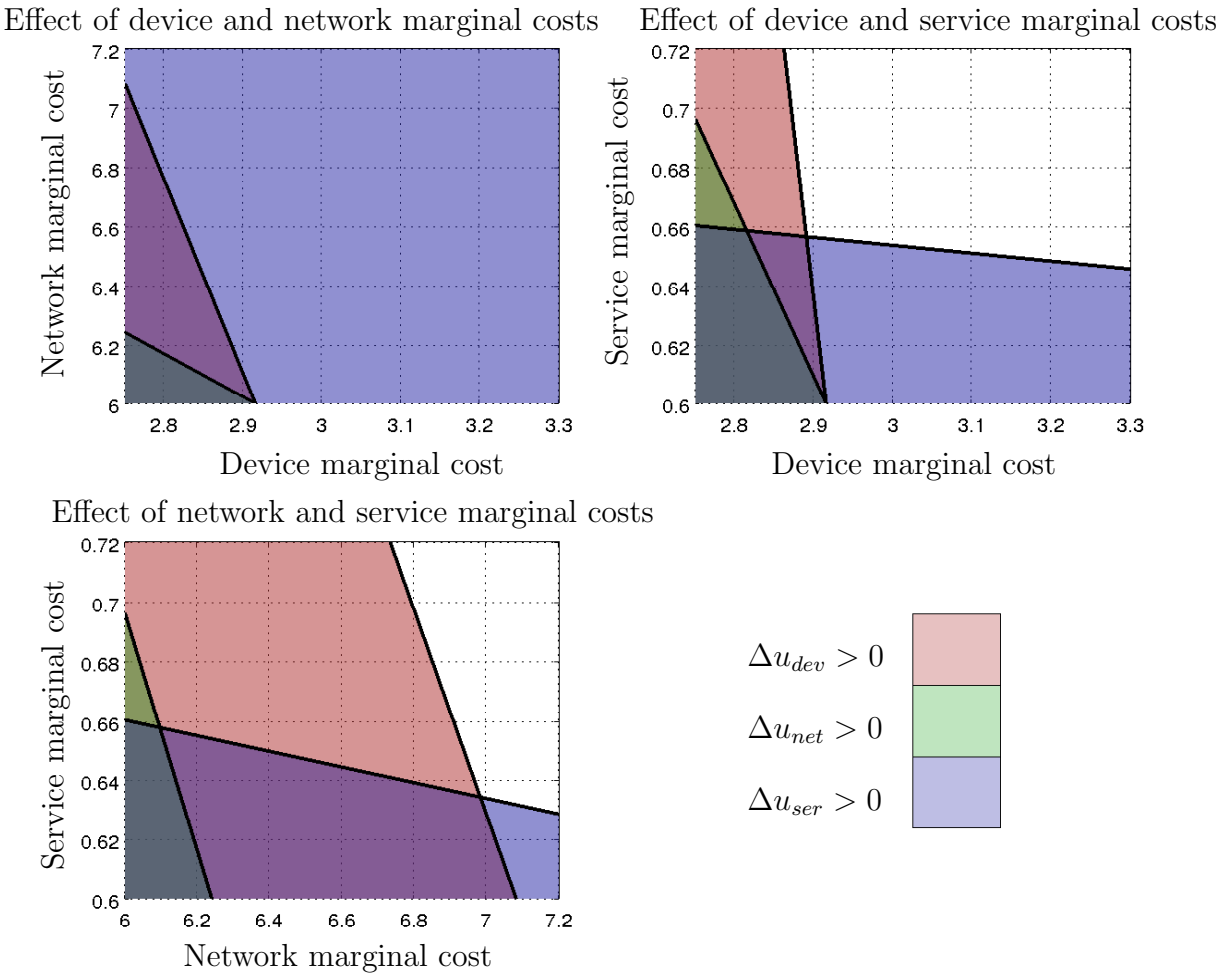 Effect of device and network marginal costs
7.2
7
6.8
6.6
6.4
6.2
6
Network marginal cost
2.8 2.9 3 3.1 3.2 3.3
Device marginal cost
Effect of device and service marginal costs
0.72
0.7
0.68
0.66
0.64
0.62
0.6
Service marginal cost
2.8 2.9 3 3.1 3.2 3.3
Device marginal cost
Effect of network and service marginal costs
0.72
0.7
0.68
0.66
0.64
0.62
0.6
Service marginal cost
6 6.2 6.4 6.6 6.8 7 7.2
Network marginal cost
Δu_{dev} > 0
Δu_{net} > 0
Δu_{ser} > 0